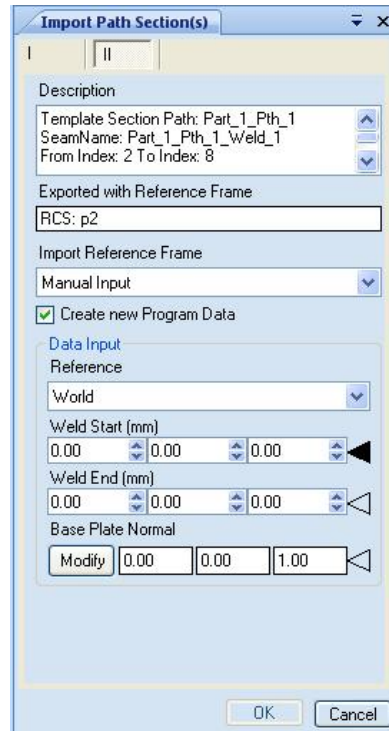 Import Path Section(s)
I II
Description
Template Section Path: Part_1_Pth_1
SeamName: Part_1_Pth_1_Weld_1
From Index: 2 To Index: 8
Exported with Reference Frame
RCS: p2
Import Reference Frame
Manual Input
Create new Program Data
Data Input
Reference
World
Weld Start (mm)
0.00 0.00 0.00
Weld End (mm)
0.00 0.00 0.00
Base Plate Normal
Modify 0.00 0.00 1.00
OK Cancel